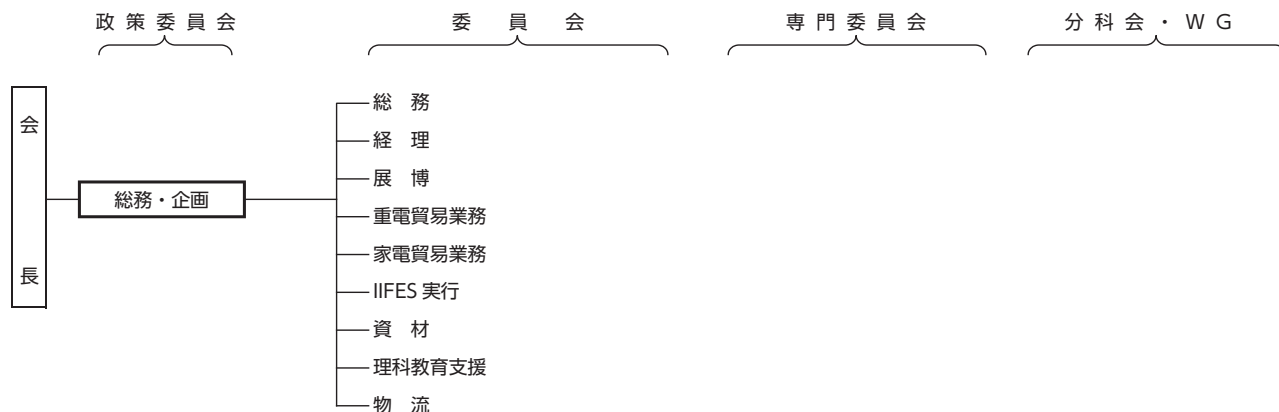 政策委員会
委員会
専門委員会
分科会・WG
会長
総務・企画
総務
経理
展博
重電貿易業務
家電貿易業務
IIFES 実行
資材
理科教育支援
物流